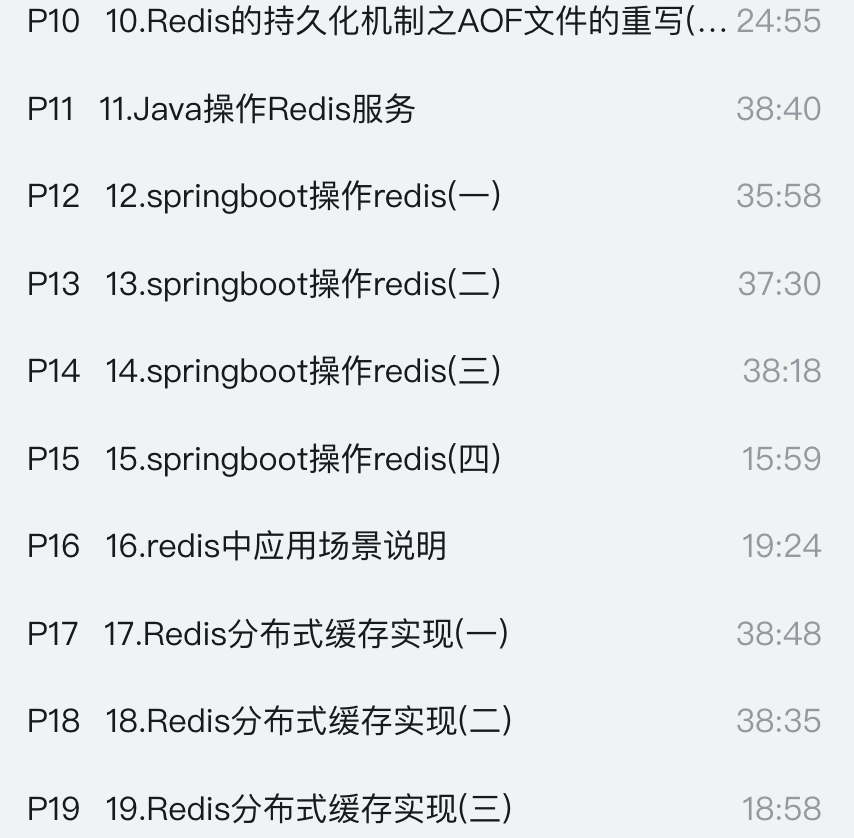 P10 10.Redis的持久化机制之AOF文件的重写(... 24:55
P11 11.Java操作Redis服务 38:40
P12 12.springboot操作redis(一) 35:58
P13 13.springboot操作redis(二) 37:30
P14 14.springboot操作redis(三) 38:18
P15 15.springboot操作redis(四) 15:59
P16 16.redis中应用场景说明 19:24
P17 17.Redis分布式缓存实现(一) 38:48
P18 18.Redis分布式缓存实现(二) 38:35
P19 19.Redis分布式缓存实现(三) 18:58